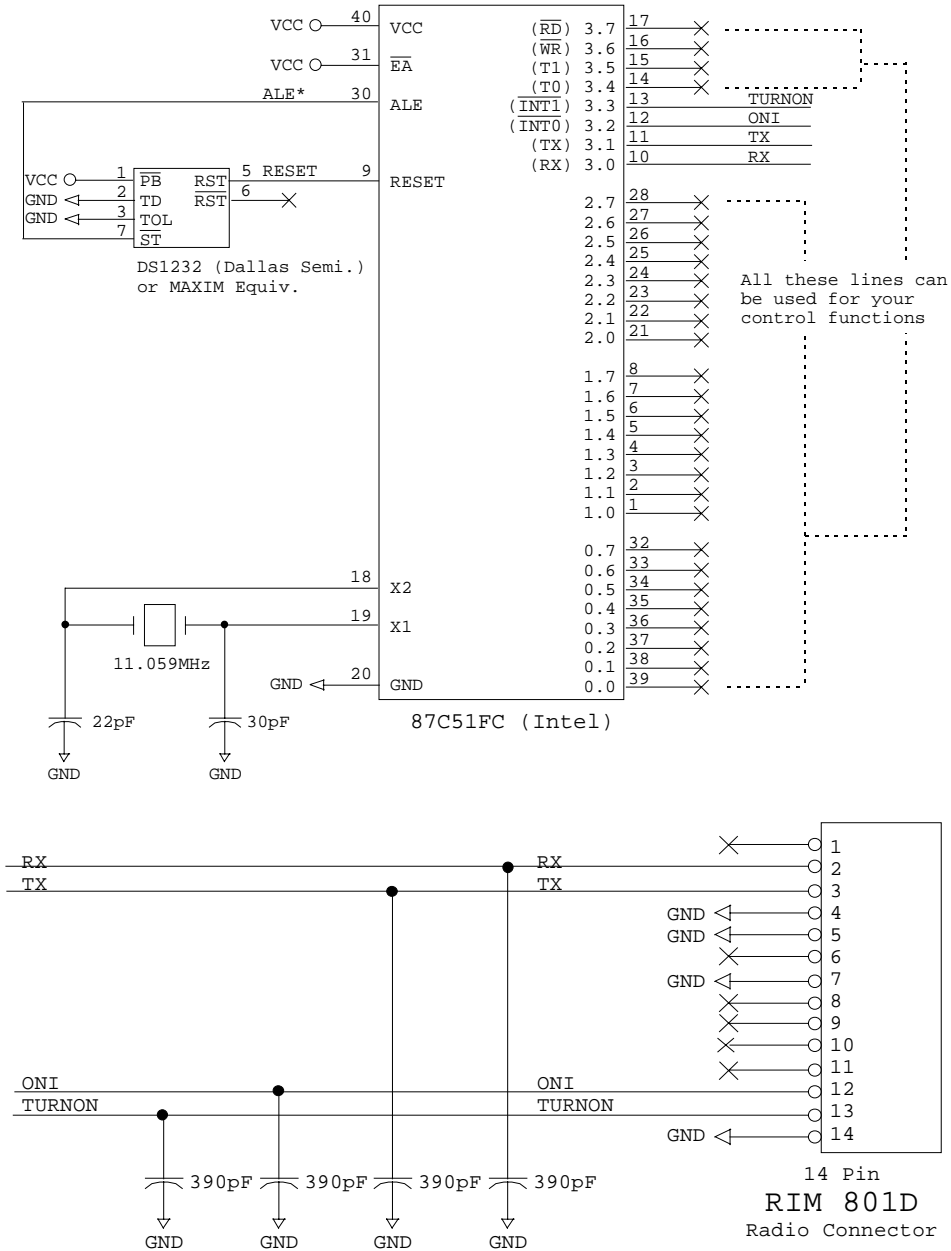 VCC 40 VCC
VCC 31 EA
ALE* 30 ALE
(RD) 3.7 17
(WR) 3.6 16
(T1) 3.5 15
(T0) 3.4 14
(INT1) 3.3 13 TURNON
(INT0) 3.2 12 ONI
(TX) 3.1 11 TX
(RX) 3.0 10 RX
VCC 1 PB RST 5 RESET 9 RESET
GND 2 TD RST 6
GND 3 TOL
7 ST
DS1232 (Dallas Semi.)
or MAXIM Equiv.
2.7 28
2.6 27
2.5 26
2.4 25
2.3 24
2.2 23
2.1 22
2.0 21
All these lines can
be used for your
control functions
1.7 8
1.6 7
1.5 6
1.4 5
1.3 4
1.2 3
1.1 2
1.0 1
0.7 32
0.6 33
0.5 34
0.4 35
0.3 36
0.2 37
0.1 38
0.0 39
18 X2
19 X1
11.059MHz
GND 20 GND
22pF
30pF
GND
GND
87C51FC (Intel)
RX RX
TX TX
ONI ONI
TURNON TURNON
1
2
3
GND 4
GND 5
6
GND 7
8
9
10
11
12
13
GND 14
390pF 390pF 390pF 390pF
GND GND GND GND
14 Pin
RIM 801D
Radio Connector